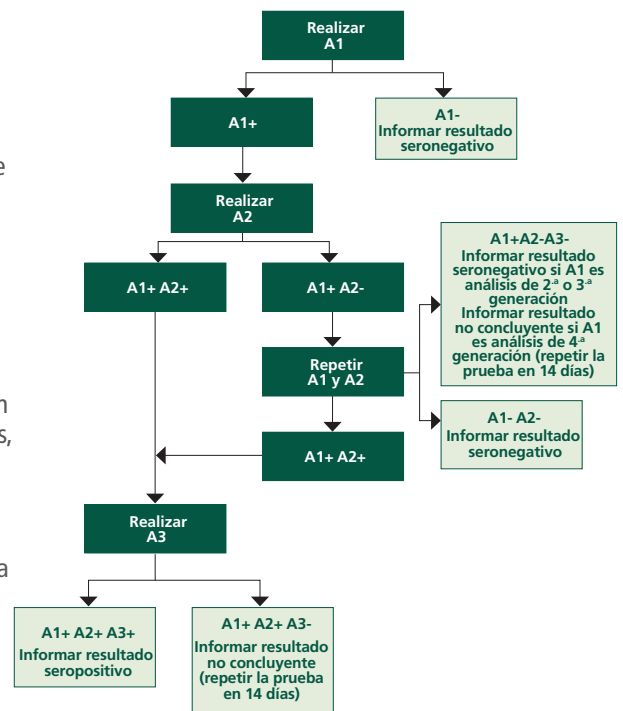 Realizar
A1
A1+
A1-
Informar resultado
seronegativo
e
Realizar
A2
A1+ A2+
A1+ A2-
A1+A2-A3-
Informar resultado
seronegativo si A1 es
análisis de 2.ª o 3.ª
generación
Informar resultado
no concluyente si A1
es análisis de 4.ª
generación (repetir la
prueba en 14 días)
Repetir
A1 y A2
A1- A2-
Informar resultado
seronegativo
s,
A1+ A2+
Realizar
A3
a
A1+ A2+ A3+
Informar resultado
seropositivo
A1+ A2+ A3-
Informar resultado
no concluyente
(repetir la prueba
en 14 días)